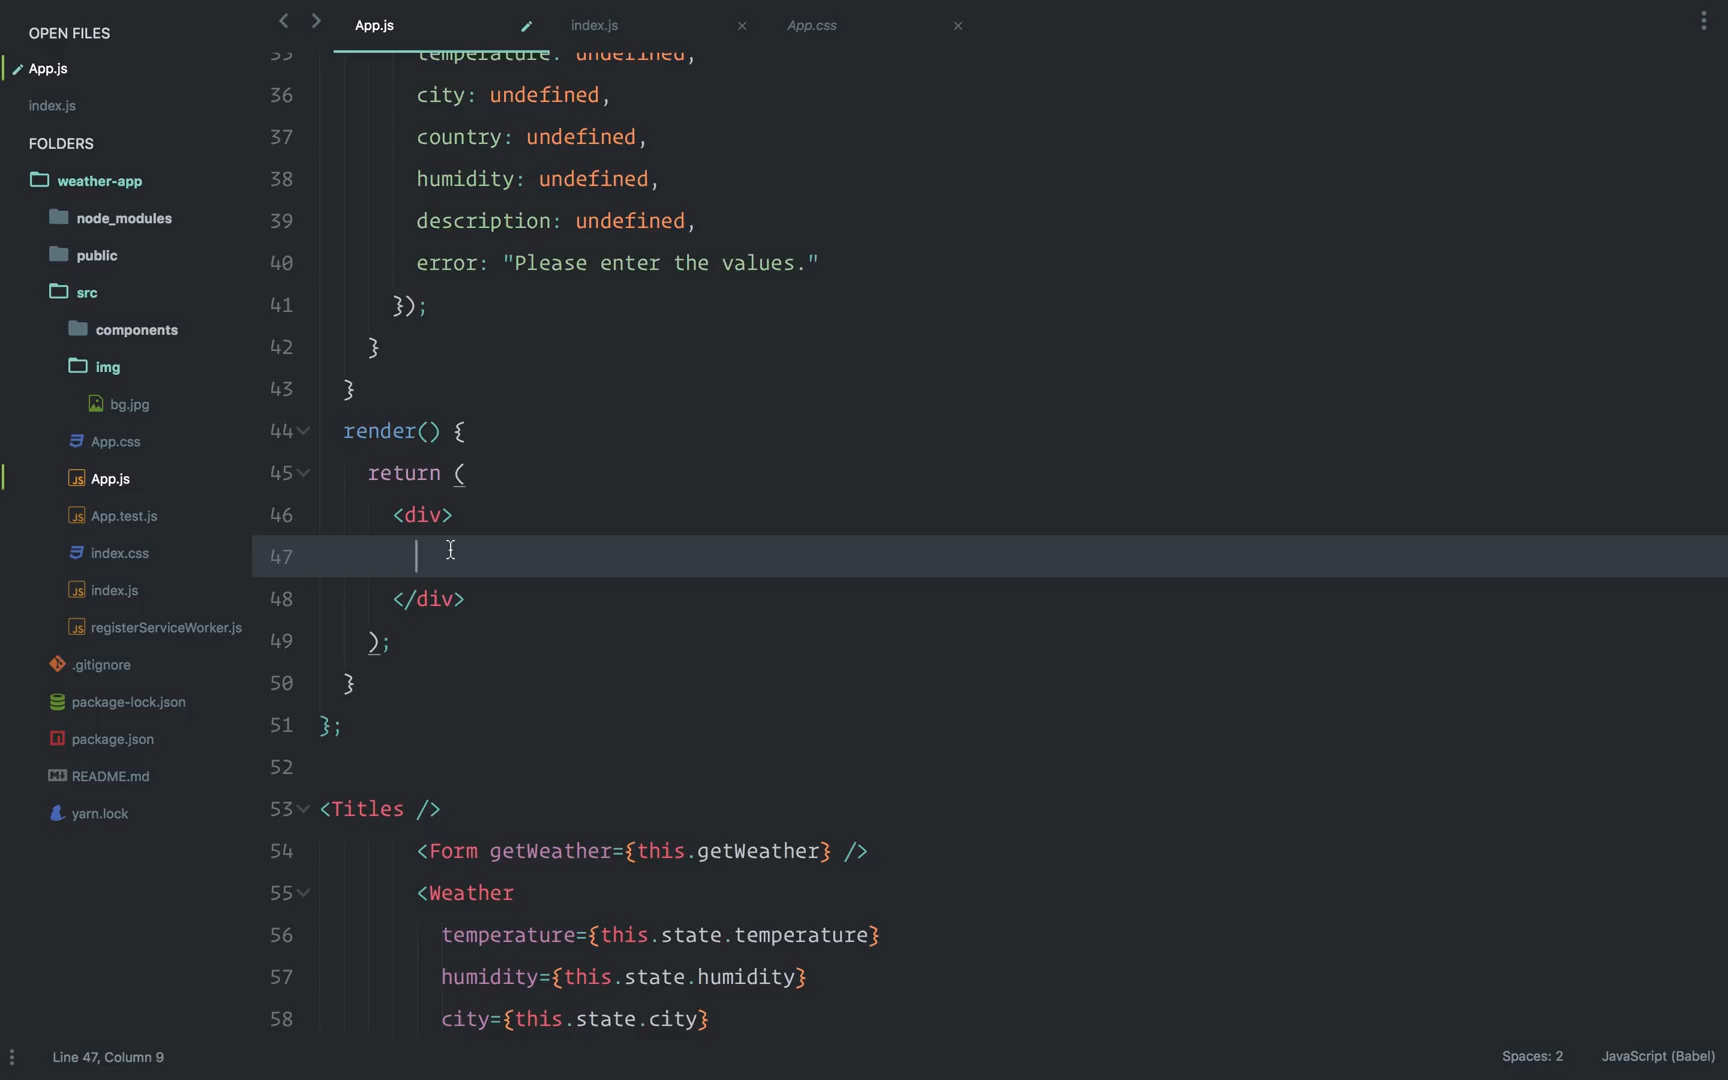 OPEN FILES
App.js
index.js
FOLDERS
weather-app
node_modules
public
src
components
img
bg.jpg
App.css
App.js
App.test.js
index.css
index.js
registerServiceWorker.js
.gitignore
package-lock.json
package.json
README.md
yarn.lock
App.js index.js App.css
35 temperature: undefined,
36 city: undefined,
37 country: undefined,
38 humidity: undefined,
39 description: undefined,
40 error: "Please enter the values."
41 });
42 }
43 }
44 render() {
45 return (
46 <div>
47
48 </div>
49 );
50 }
51 };
52
53 <Titles />
54 <Form getWeather={this.getWeather} />
55 <Weather
56 temperature={this.state.temperature}
57 humidity={this.state.humidity}
58 city={this.state.city}
Line 47, Column 9 Spaces: 2 JavaScript (Babel)